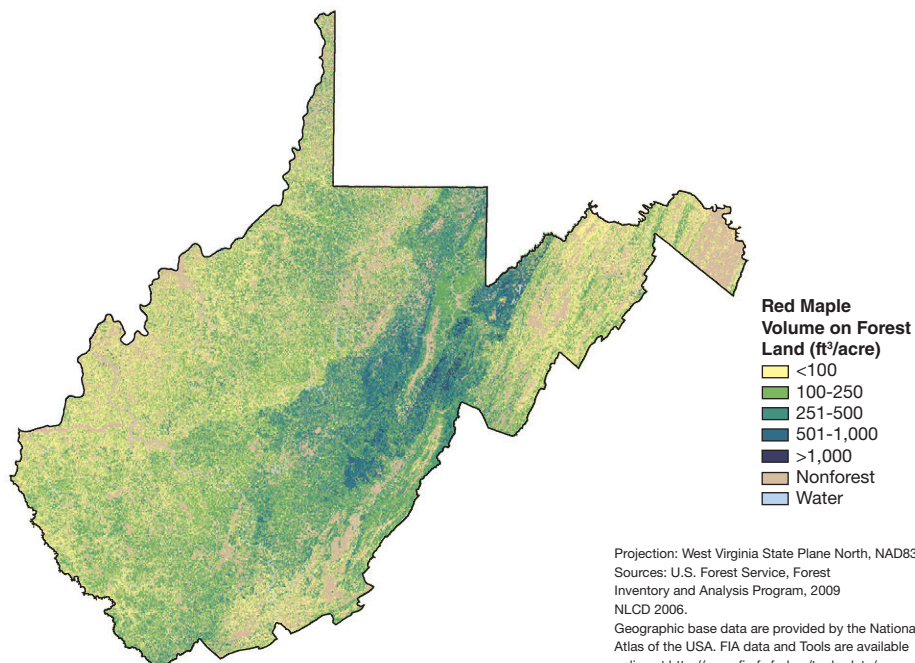 Red Maple
Volume on Forest
Land (ft³/acre)
<100
100-250
251-500
501-1,000
>1,000
Nonforest
Water
Projection: West Virginia State Plane North, NAD83
Sources: U.S. Forest Service, Forest
Inventory and Analysis Program, 2009
NLCD 2006.
Geographic base data are provided by the National
Atlas of the USA. FIA data and Tools are available